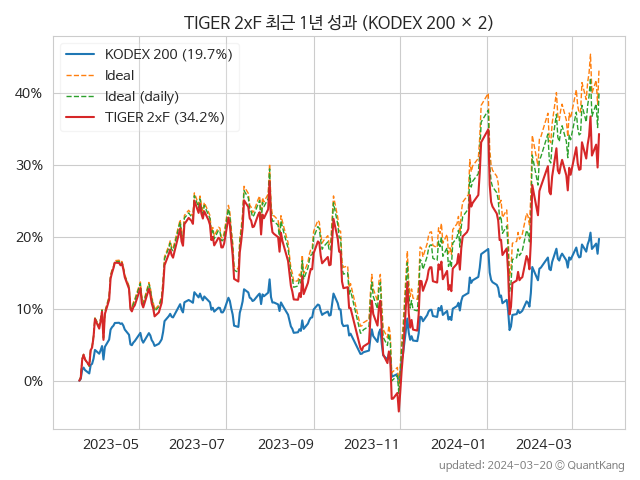 TIGER 2xF 최근 1년 성과 (KODEX 200 × 2)
KODEX 200 (19.7%)
Ideal
Ideal (daily)
TIGER 2xF (34.2%)
40%
30%
20%
10%
0%
2023−05 2023−07 2023−09 2023−11 2024−01 2024−03
updated: 2024-03-20 © QuantKang